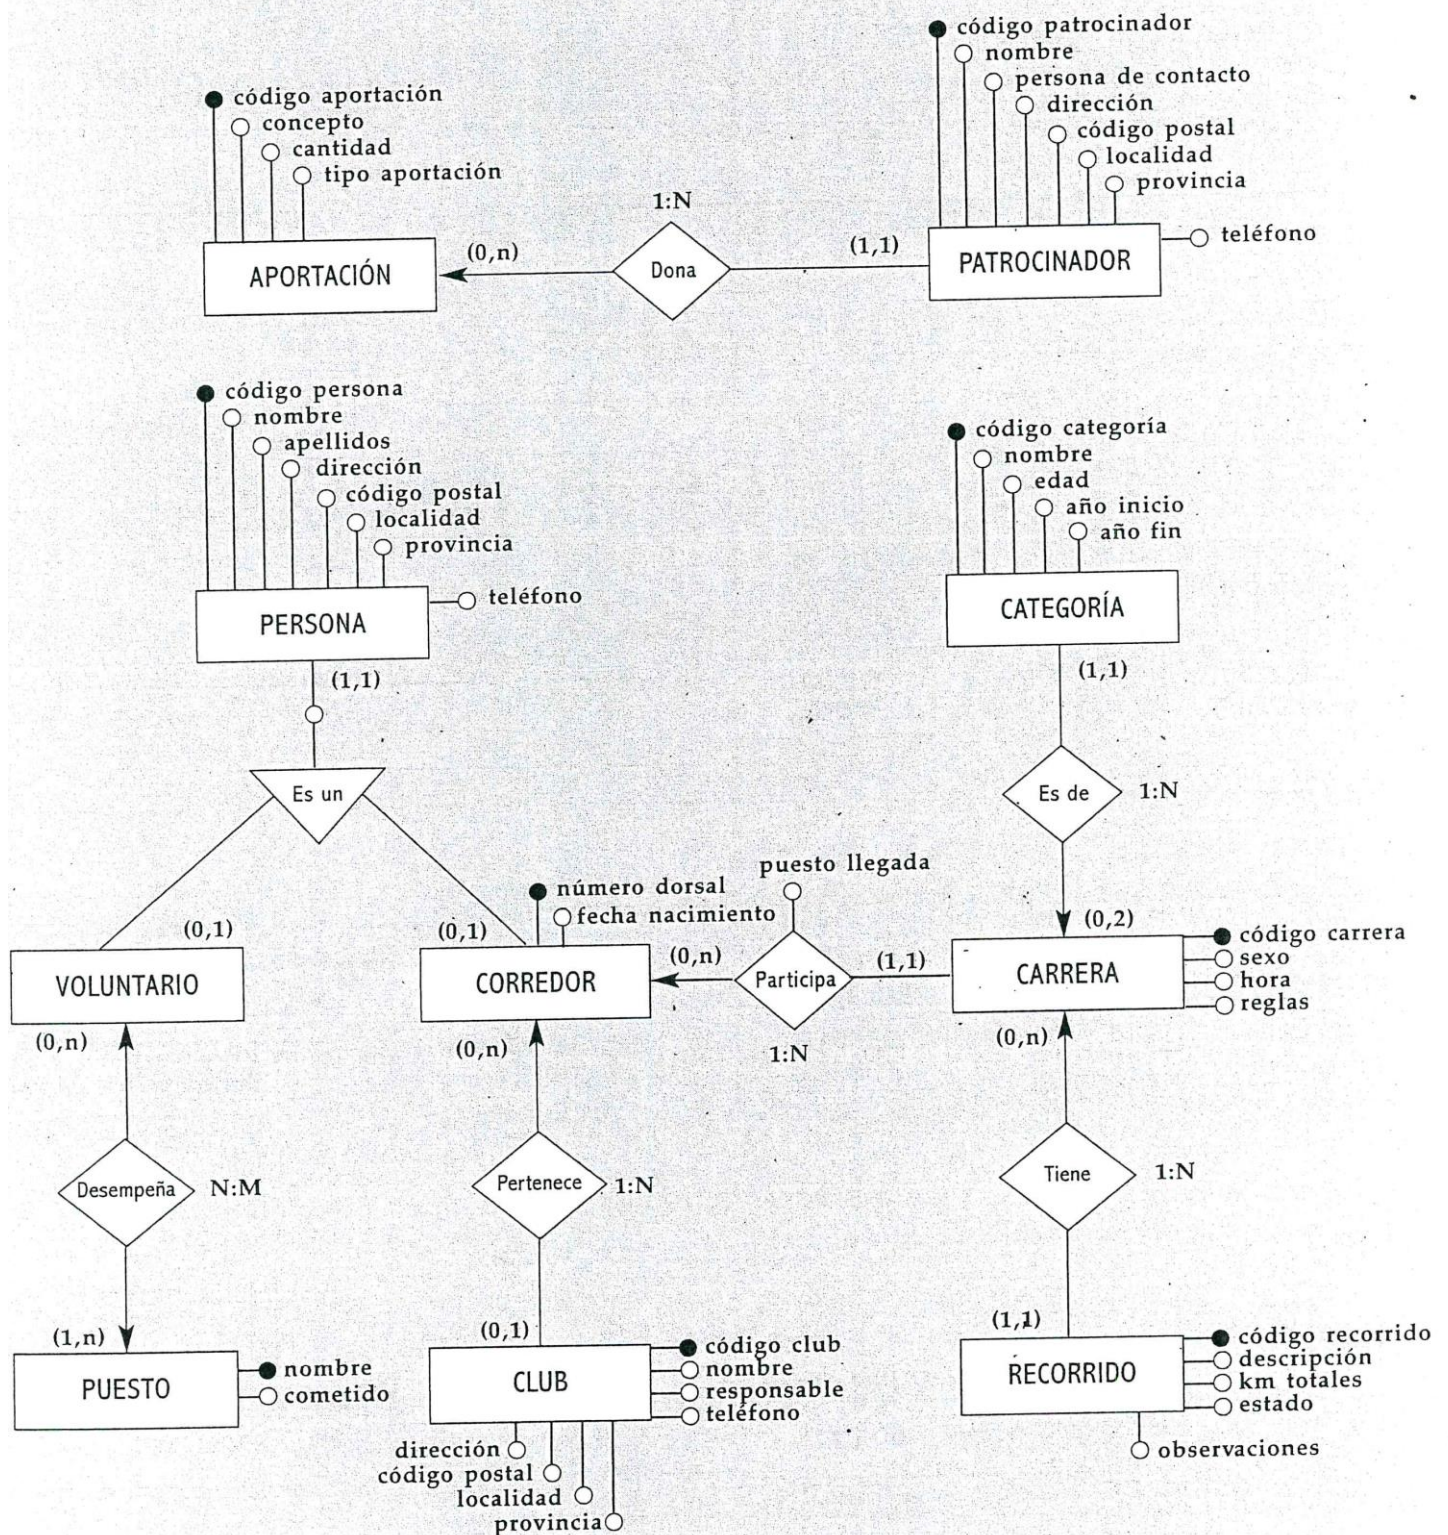 código patrocinador
nombre
persona de contacto
dirección
código postal
localidad
provincia
teléfono
PATROCINADOR
código aportación
concepto
cantidad
tipo aportación
APORTACIÓN
(0,n)
1:N
Dona
(1,1)
código persona
nombre
apellidos
dirección
código postal
localidad
provincia
teléfono
PERSONA
(1,1)
Es un
código categoría
nombre
edad
año inicio
año fin
CATEGORÍA
(1,1)
Es de
1:N
(0,2)
(0,1)
VOLUNTARIO
(0,n)
número dorsal
fecha nacimiento
(0,1)
CORREDOR
(0,n)
puesto llegada
(0,n)
Participa
(1,1)
1:N
CARRERA
código carrera
sexo
hora
reglas
(0,n)
Desempeña
N:M
Pertenece
1:N
Tiene
1:N
(1,n)
PUESTO
nombre
cometido
(0,1)
CLUB
código club
nombre
responsable
teléfono
dirección
código postal
localidad
provincia
(1,1)
RECORRIDO
código recorrido
descripción
km totales
estado
observaciones